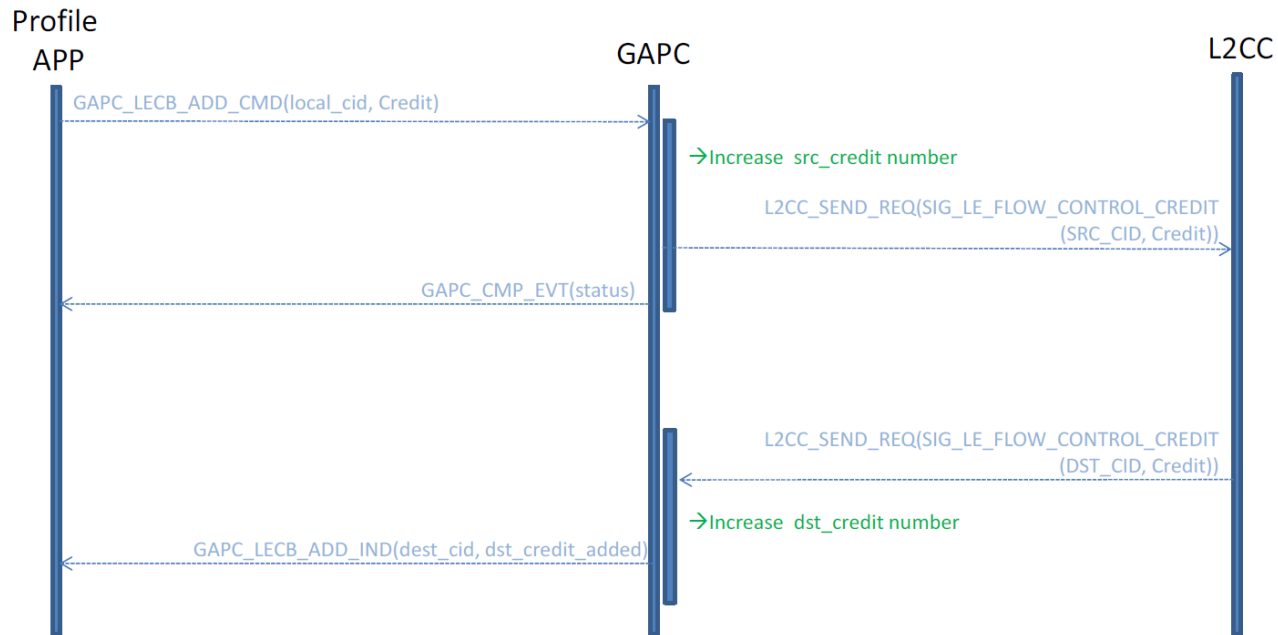 Profile
APP
GAPC
L2CC
GAPC_LECB_ADD_CMD(local_cid, Credit)
→Increase src_credit number
L2CC_SEND_REQ(SIG_LE_FLOW_CONTROL_CREDIT
(SRC_CID, Credit))
GAPC_CMP_EVT(status)
L2CC_SEND_REQ(SIG_LE_FLOW_CONTROL_CREDIT
(DST_CID, Credit))
→Increase dst_credit number
GAPC_LECB_ADD_IND(dest_cid, dst_credit_added)